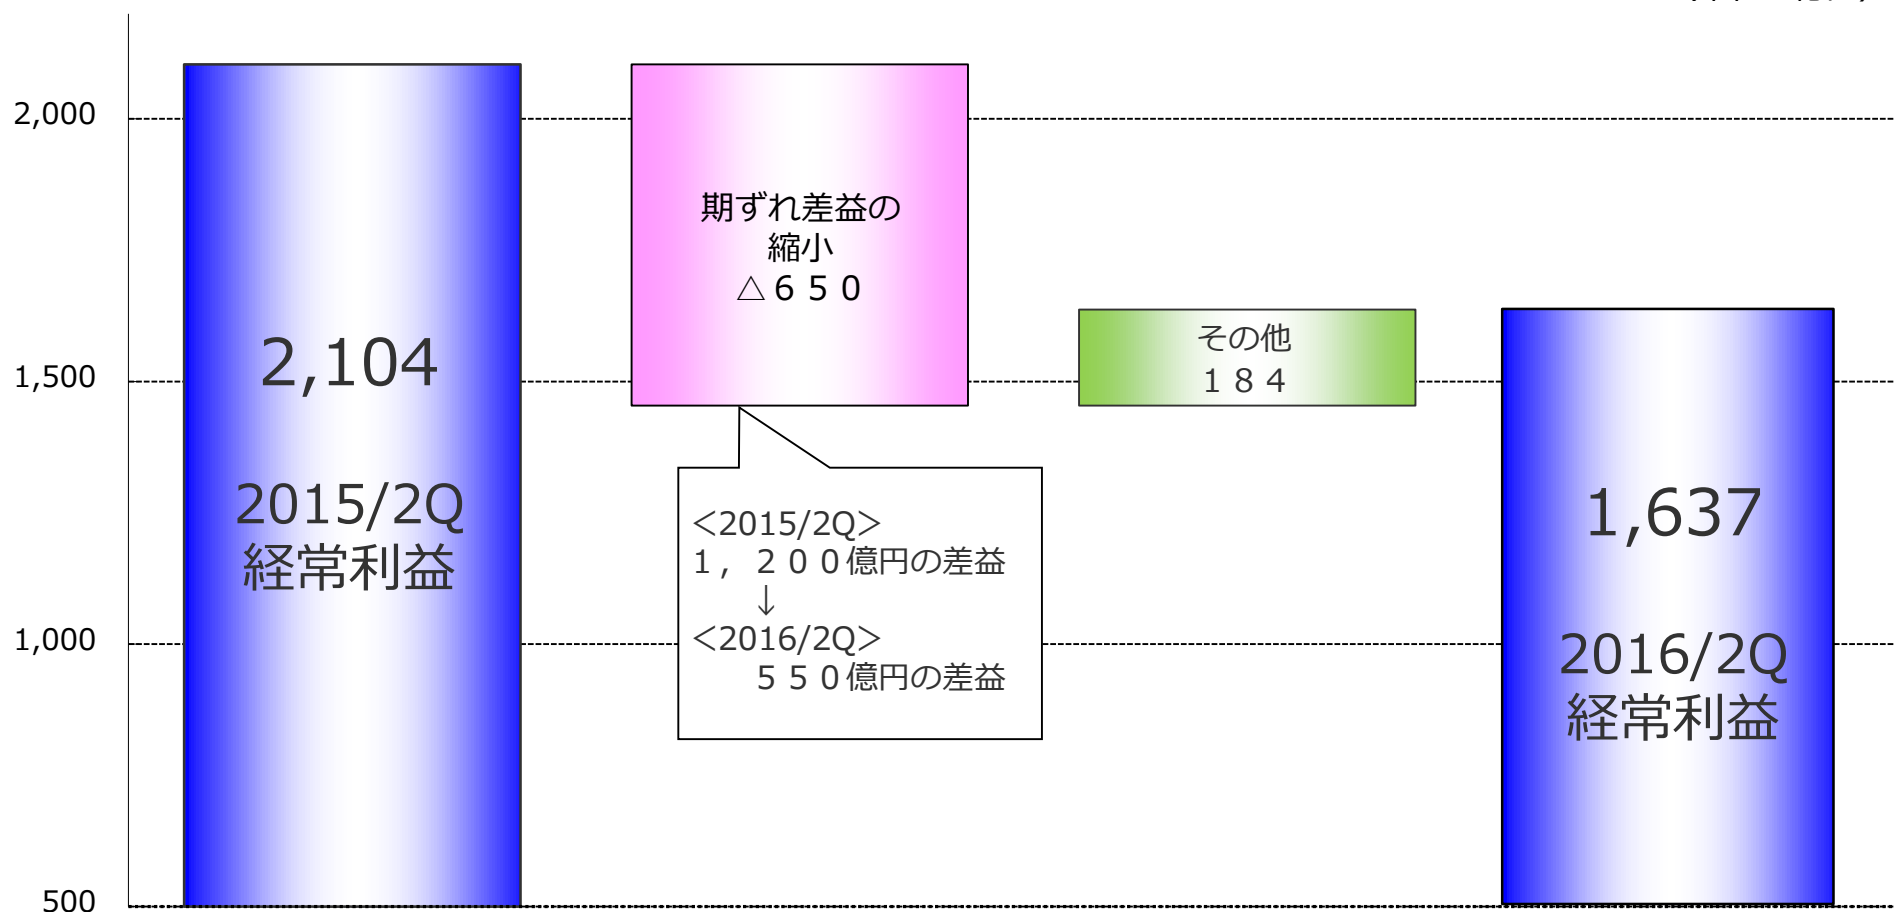 2,000
1,500
1,000
500
2,104
2015/2Q
経常利益
期ずれ差益の
縮小
△６５０
＜2015/2Q＞
１，２００億円の差益
↓
＜2016/2Q＞
５５０億円の差益
その他
１８４
1,637
2016/2Q
経常利益